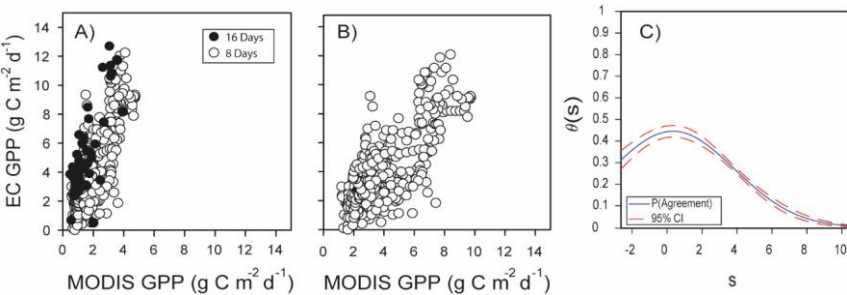 A)
● 16 Days
○ 8 Days
EC GPP (g C m⁻² d⁻¹)
14
12
10
8
6
4
2
0
0 2 4 6 8 10 12 14
MODIS GPP (g C m⁻² d⁻¹)
B)
0 2 4 6 8 10 12 14
MODIS GPP (g C m⁻² d⁻¹)
C)
θ(s)
1
0.9
0.8
0.7
0.6
0.5
0.4
0.3
0.2
0.1
0
P(Agreement)
95% CI
-2 0 2 4 6 8 10
s